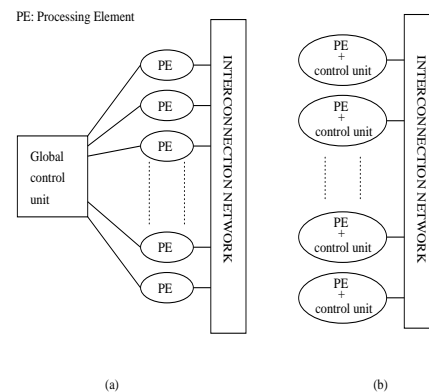 PE: Processing Element
PE
PE
PE
PE
PE
Global
control
unit
INTERCONNECTION NETWORK
(a)
PE
+
control unit
PE
+
control unit
PE
+
control unit
PE
+
control unit
INTERCONNECTION NETWORK
(b)